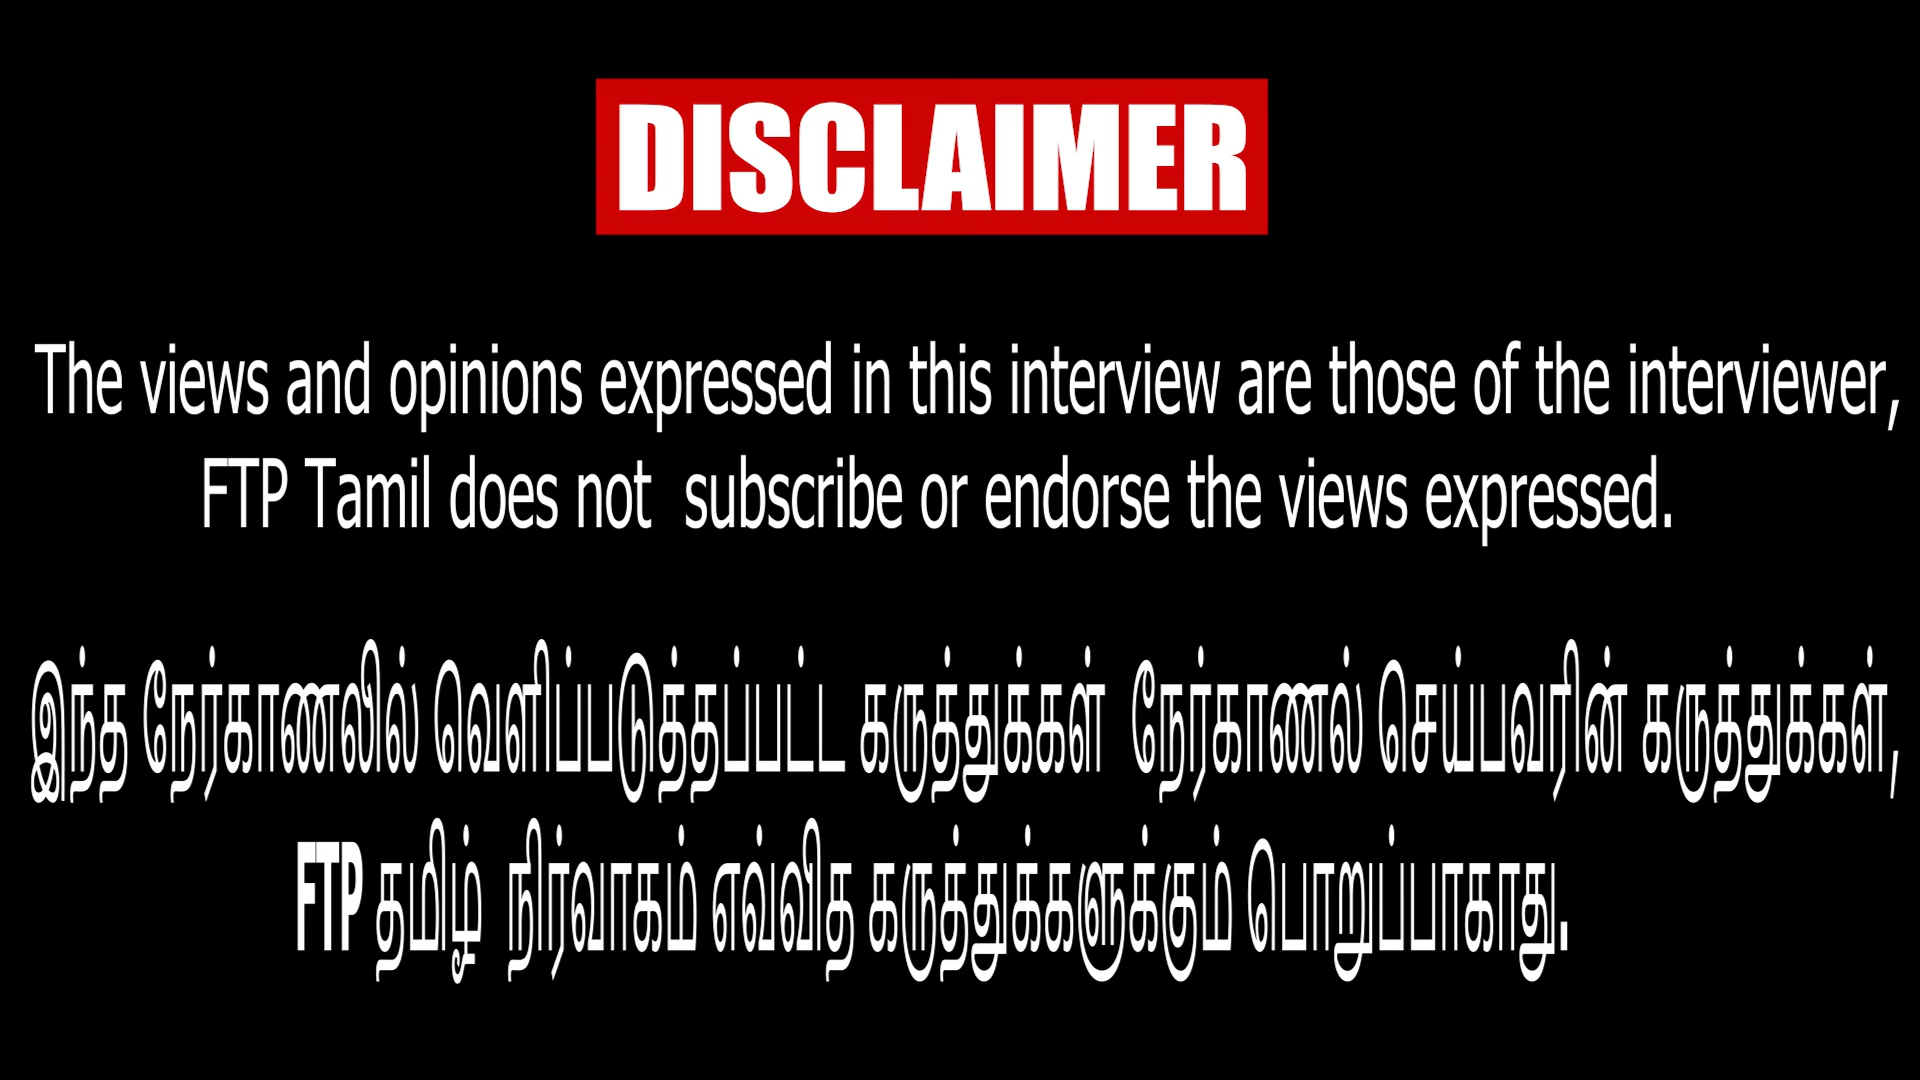 DISCLAIMER
The views and opinions expressed in this interview are those of the interviewer,
FTP Tamil does not subscribe or endorse the views expressed.
இந்த நேர்காணலில் வெளிப்படுத்தப்பட்ட கருத்துக்கள் நேர்காணல் செய்பவரின் கருத்துக்கள்,
FTP தமிழ் நிர்வாகம் எவ்வித கருத்துக்களுக்கும் பொறுப்பாகாது.